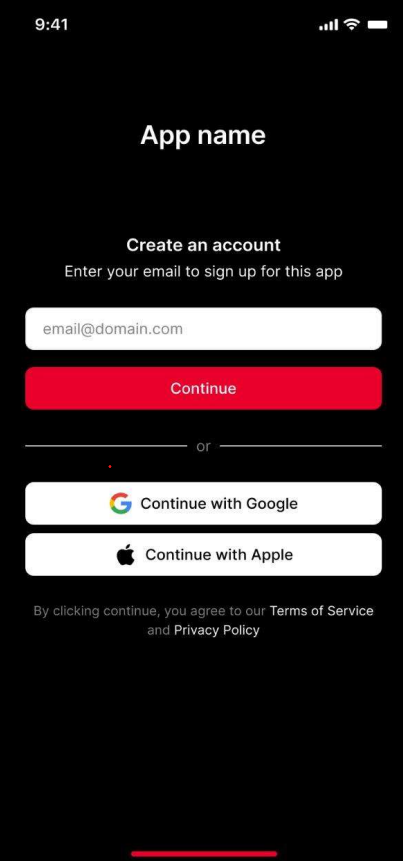 9:41
App name
Create an account
Enter your email to sign up for this app
email@domain.com
Continue
or
Continue with Google
Continue with Apple
By clicking continue, you agree to our Terms of Service
and Privacy Policy